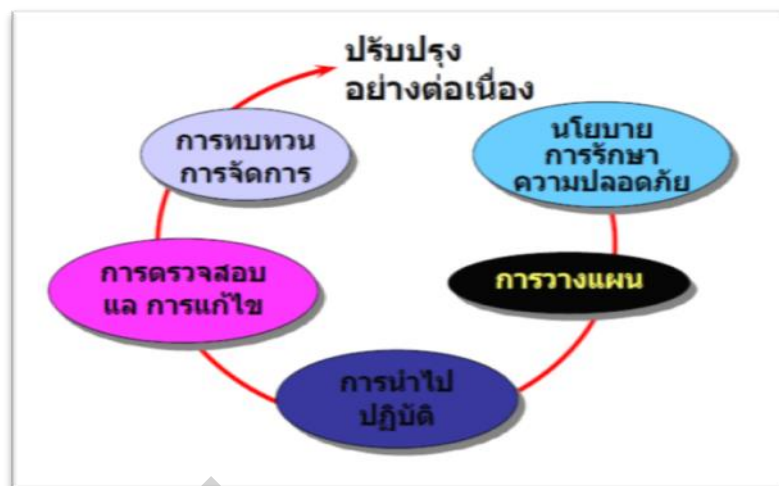 ปรับปรุง
อย่างต่อเนื่อง
นโยบาย
การรักษา
ความปลอดภัย
การวางแผน
การนำไป
ปฏิบัติ
การตรวจสอบ
แล การแก้ไข
การทบทวน
การจัดการ